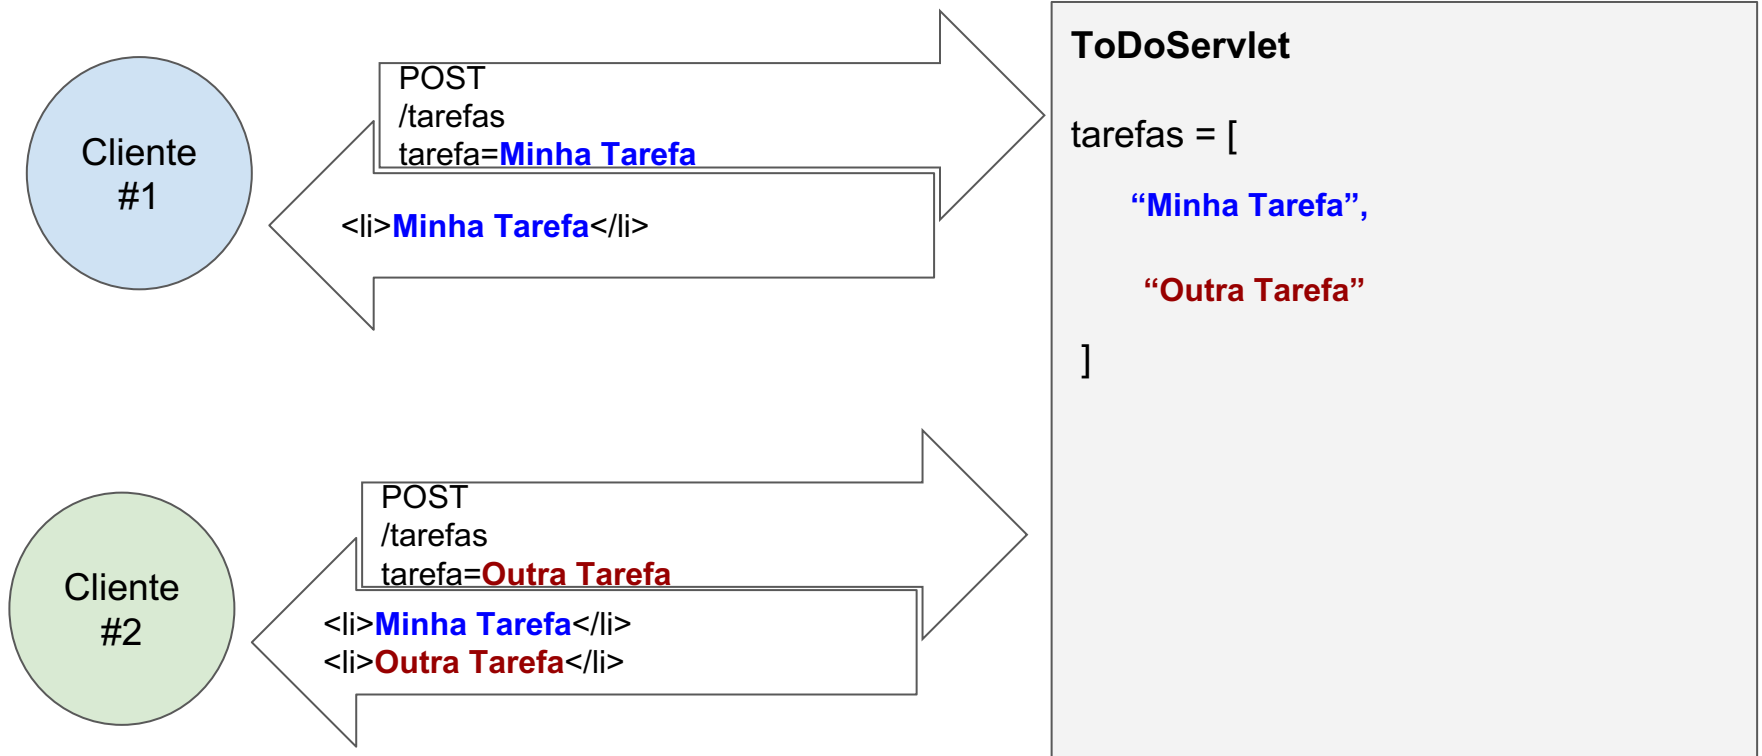 Cliente
#1
POST
/tarefas
tarefa=Minha Tarefa
<li>Minha Tarefa</li>
ToDoServlet
tarefas = [
“Minha Tarefa”,
“Outra Tarefa”
]
Cliente
#2
POST
/tarefas
tarefa=Outra Tarefa
<li>Minha Tarefa</li>
<li>Outra Tarefa</li>